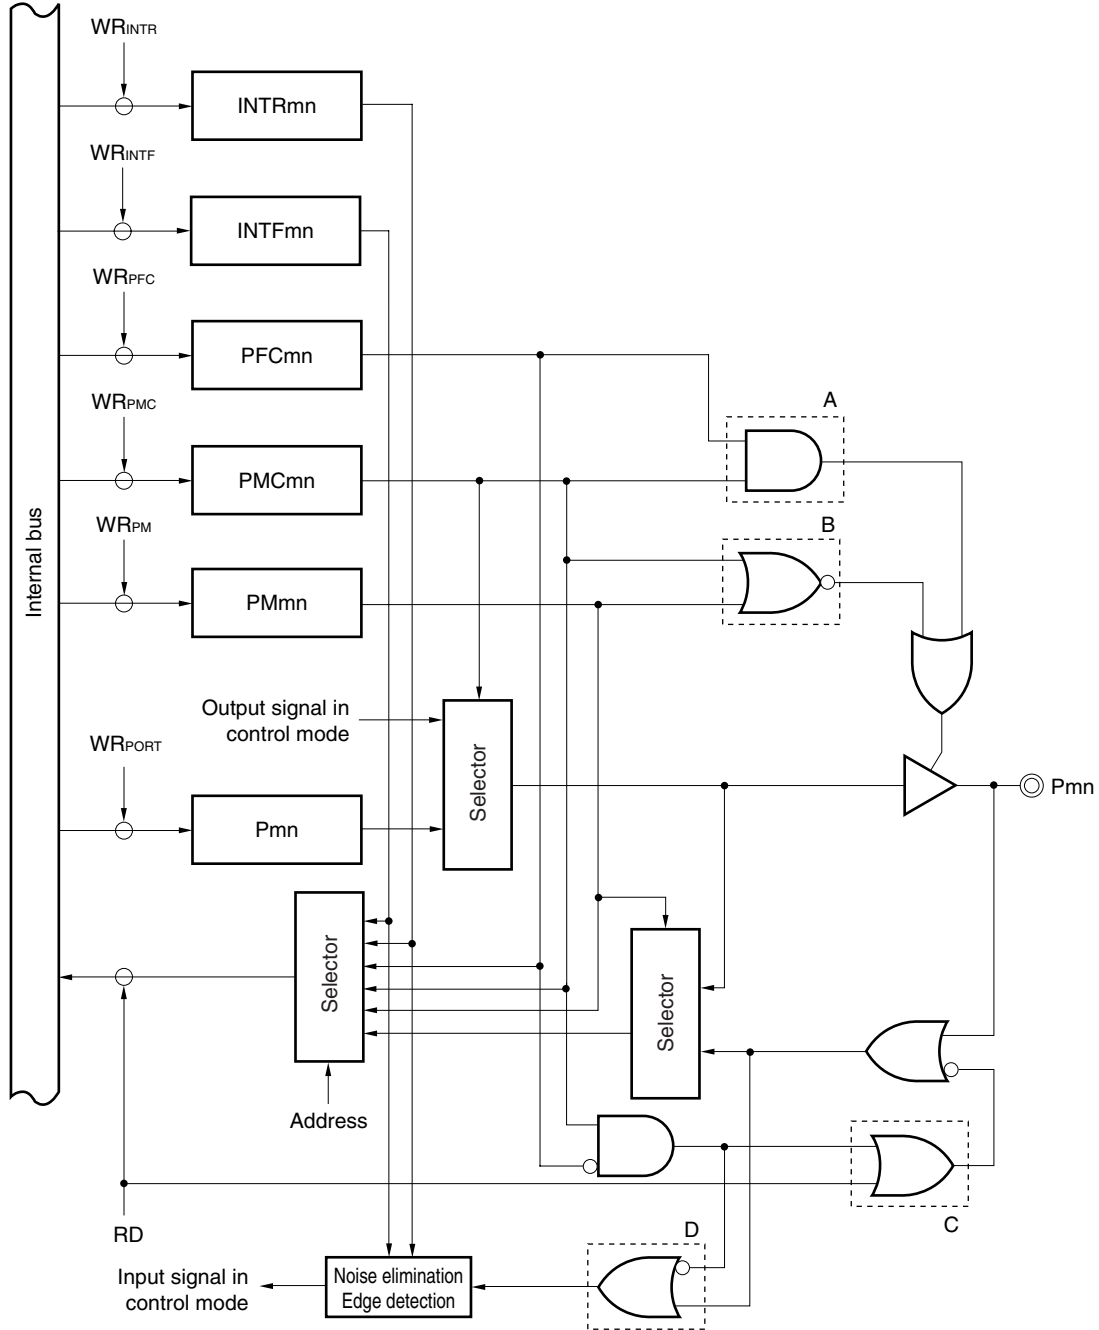 WRINTR
INTRmn
WRINTF
INTFmn
WRPFC
PFCmn
A
WRPMC
PMCmn
B
WRPM
PMmn
Internal bus
Output signal in
control mode
Selector
WRPORT
Pmn
Pmn
Selector
Selector
Address
C
RD
D
Noise elimination
Edge detection
Input signal in
control mode